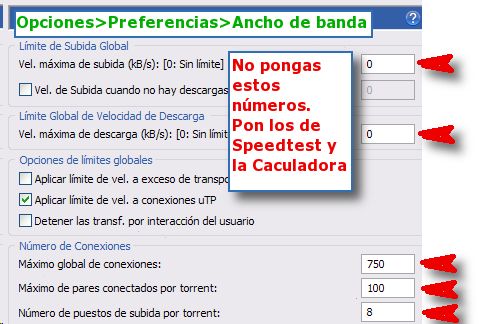 Opciones>Preferencias>Ancho de banda
Límite de Subida Global
Vel. máxima de subida (kB/s): [0: Sin límite] 0
Vel. de Subida cuando no hay descargas 0
Límite Global de Velocidad de Descarga
Vel. máxima de descarga (kB/s): [0: Sin límit 0
No pongas
estos
números.
Pon los de
Speedtest y
la Caculadora
Opciones de límites globales
Aplicar límite de vel. a exceso de transpo
Aplicar límite de vel. a conexiones uTP
Detener las transf. por interacción del usuario
Número de Conexiones
Máximo global de conexiones: 750
Máximo de pares conectados por torrent: 100
Número de puestos de subida por torrent: 8